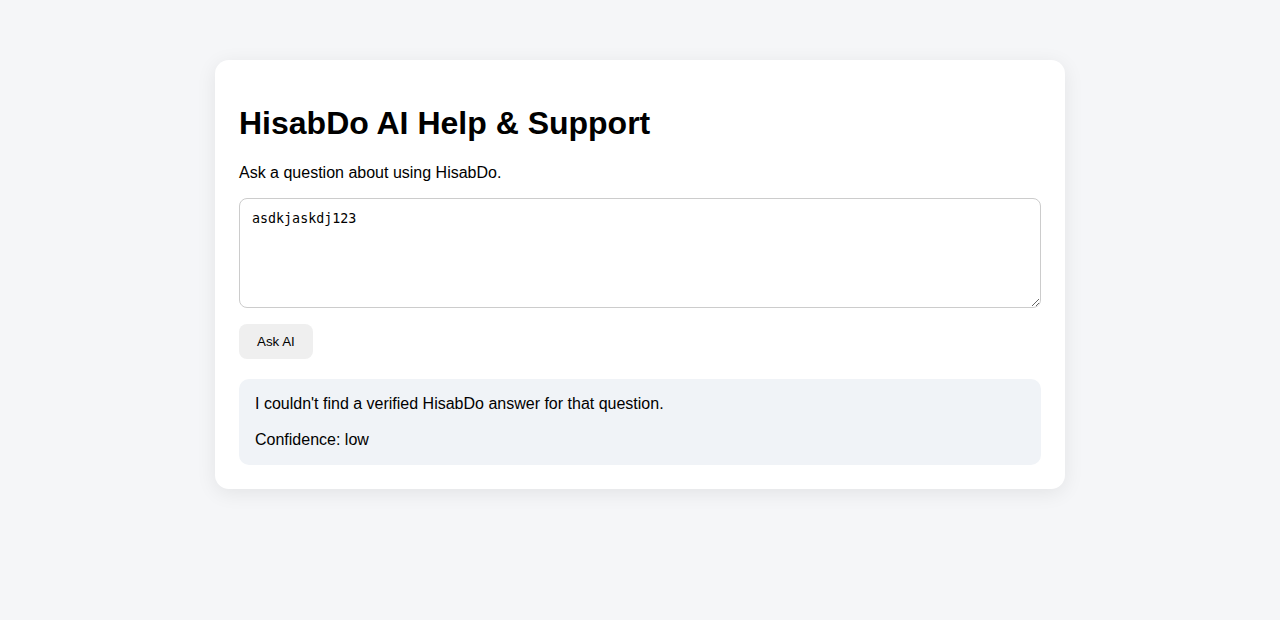 HisabDo AI Help & Support
Ask a question about using HisabDo.
asdkjaskdj123
Ask AI
I couldn't find a verified HisabDo answer for that question.
Confidence: low